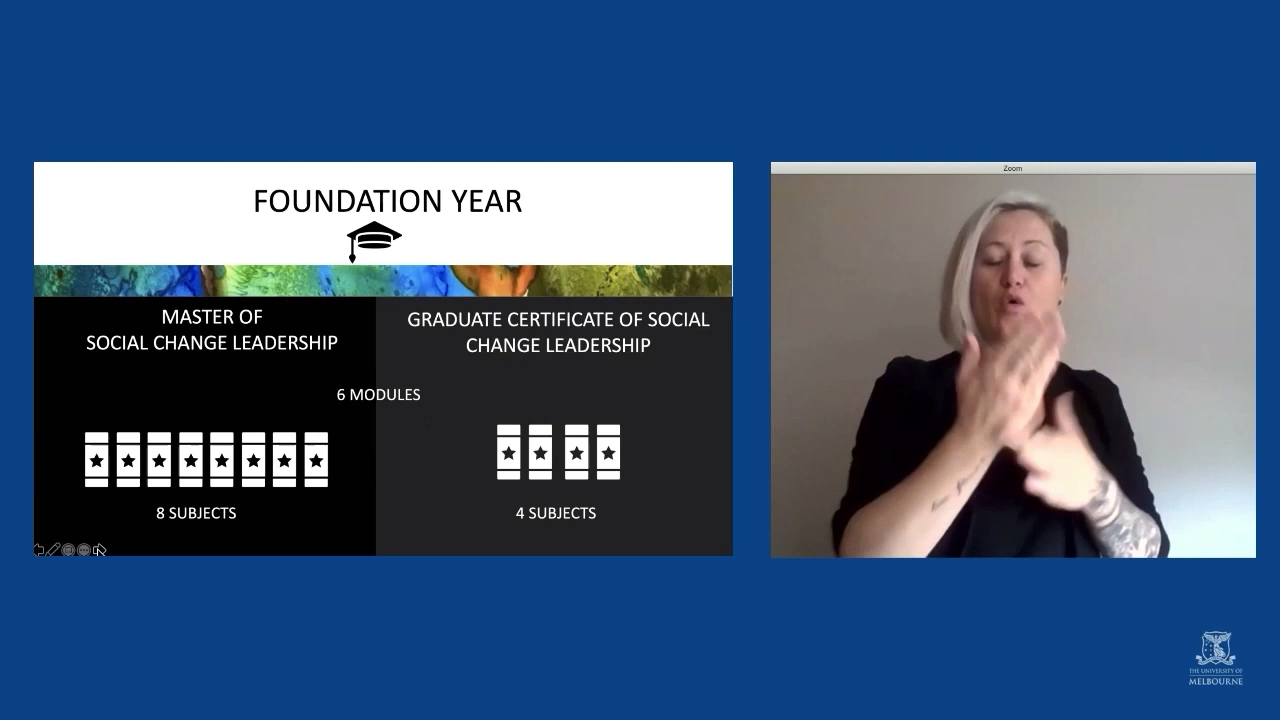 Zoom
FOUNDATION YEAR
MASTER OF
SOCIAL CHANGE LEADERSHIP
GRADUATE CERTIFICATE OF SOCIAL
CHANGE LEADERSHIP
6 MODULES
8 SUBJECTS
4 SUBJECTS
THE UNIVERSITY OF
MELBOURNE